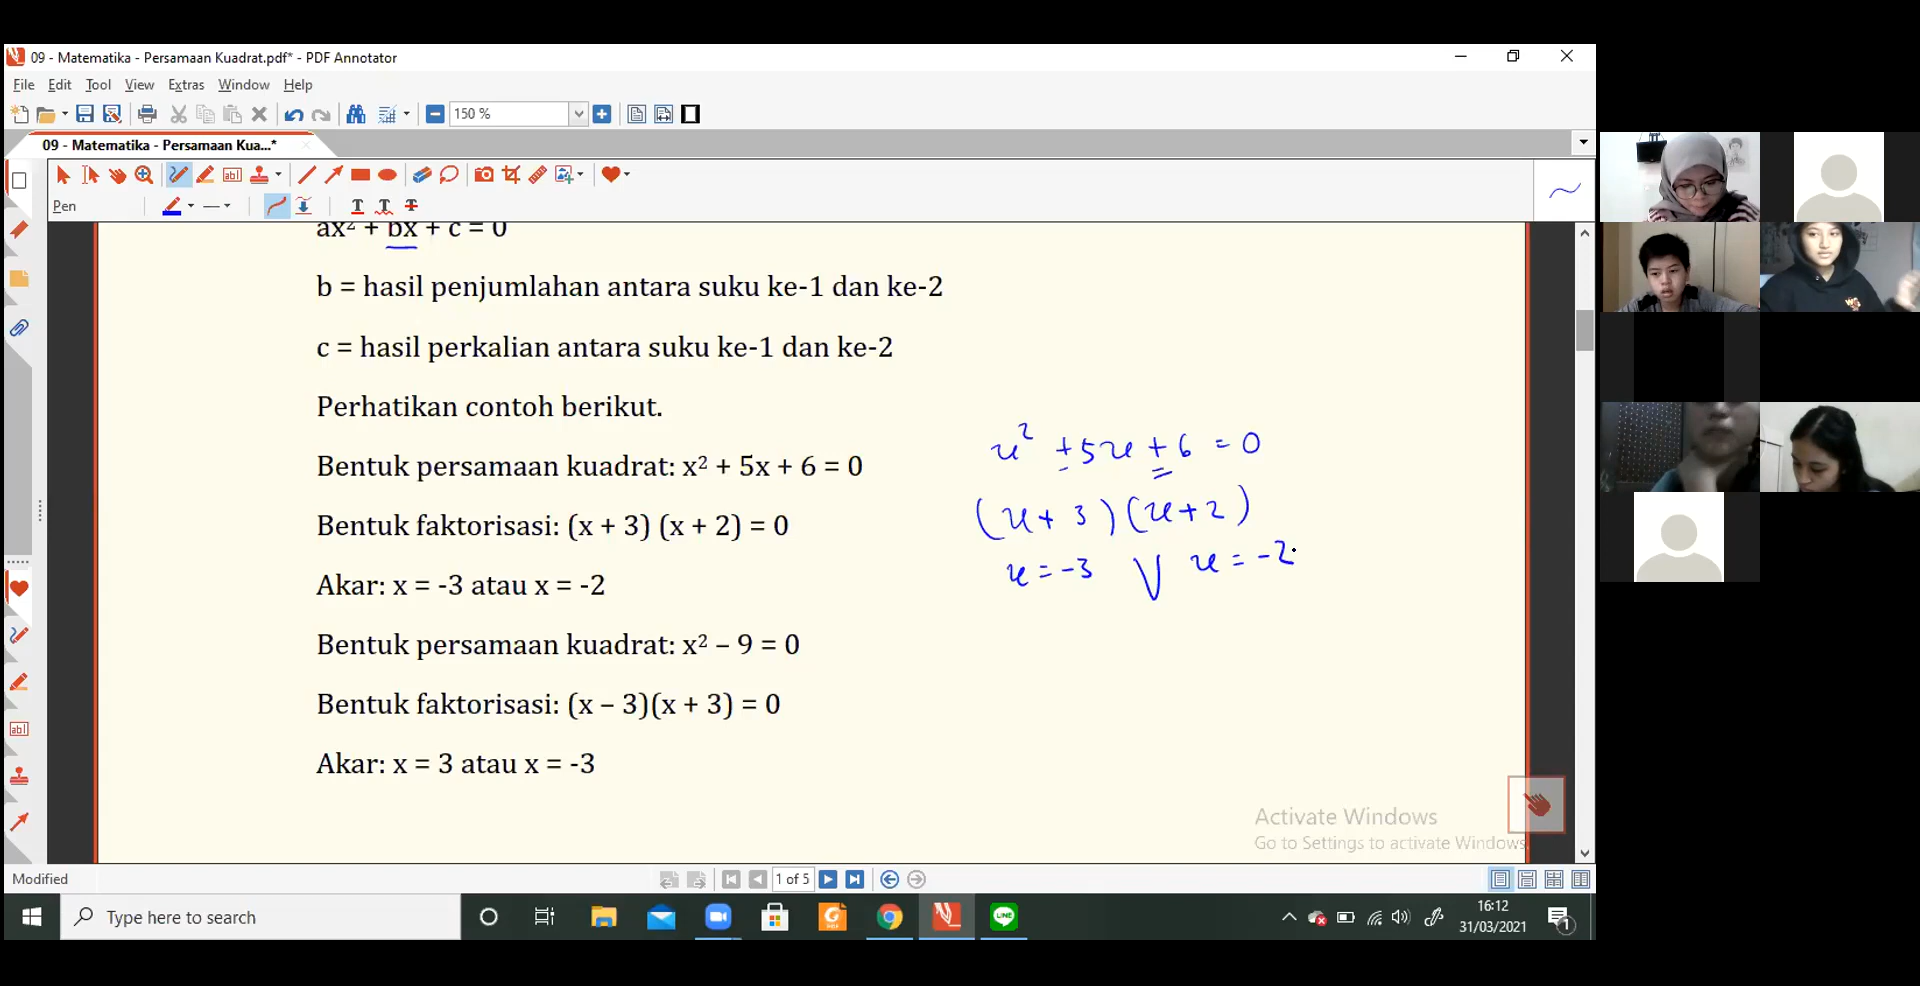 09 - Matematika - Persamaan Kuadrat.pdf* - PDF Annotator
File Edit Tool View Extras Window Help
150 %
09 - Matematika - Persamaan Kua...*
Pen
ax² + bx + c = 0
b = hasil penjumlahan antara suku ke-1 dan ke-2
c = hasil perkalian antara suku ke-1 dan ke-2
Perhatikan contoh berikut.
Bentuk persamaan kuadrat: x² + 5x + 6 = 0
Bentuk faktorisasi: (x + 3) (x + 2) = 0
Akar: x = -3 atau x = -2
Bentuk persamaan kuadrat: x² – 9 = 0
Bentuk faktorisasi: (x – 3)(x + 3) = 0
Akar: x = 3 atau x = -3
x² + 5x + 6 = 0
(x + 3) (x + 2)
x = -3 V x = -2
Activate Windows
Go to Settings to activate Windows.
Modified
1 of 5
Type here to search
16:12
31/03/2021
1